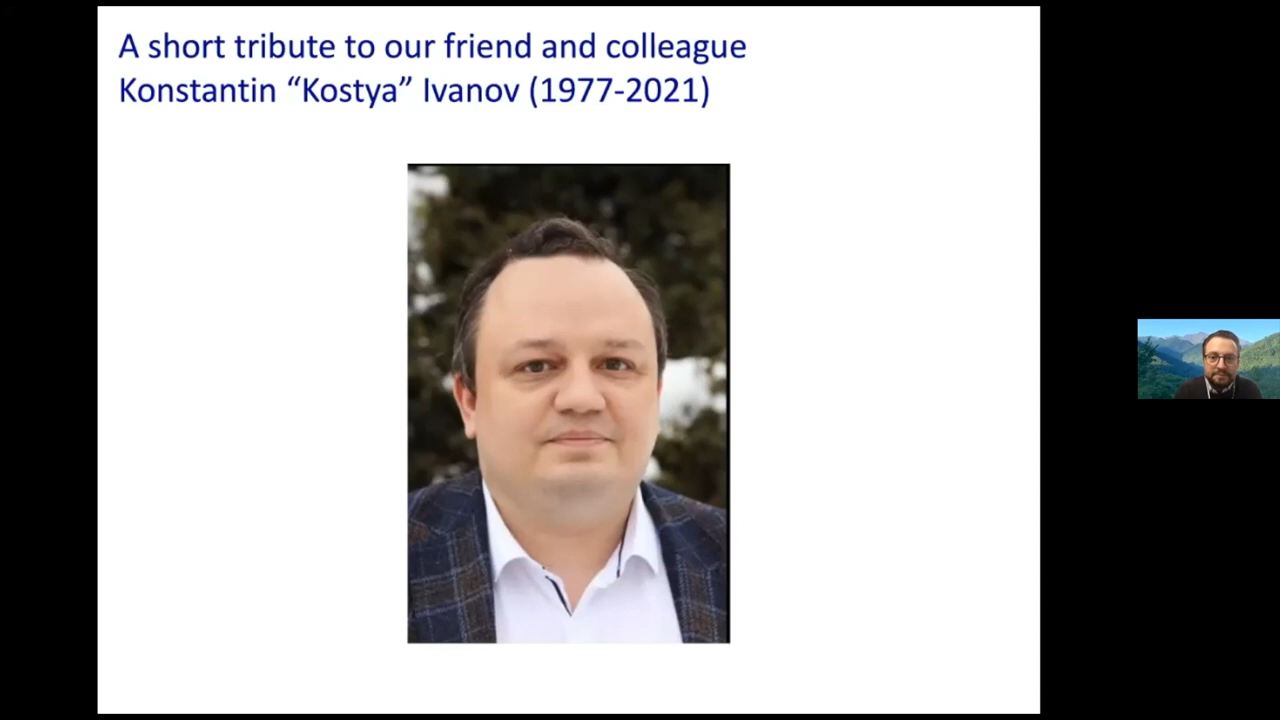 A short tribute to our friend and colleague
Konstantin “Kostya” Ivanov (1977-2021)